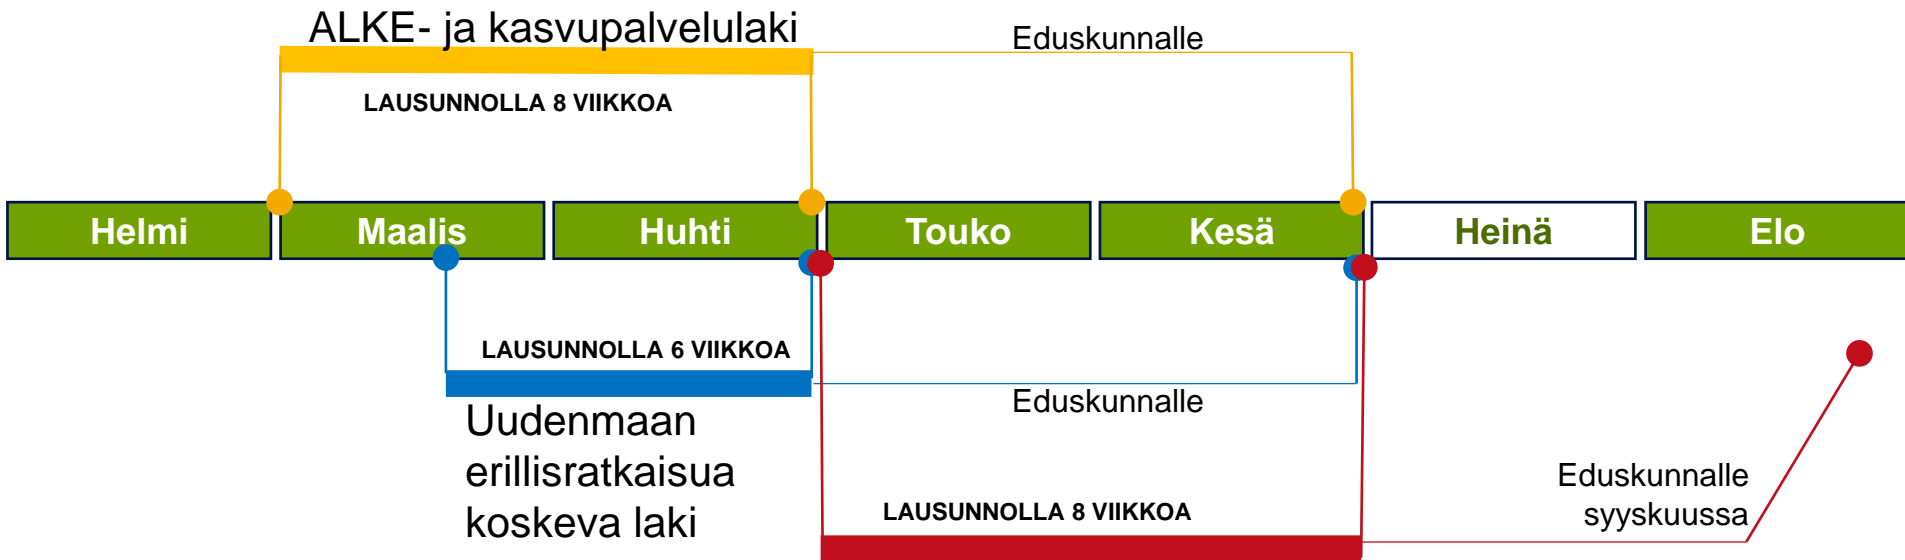 ALKE- ja kasvupalvelulaki
Eduskunnalle
LAUSUNNOLLA 8 VIIKKOA
Helmi
Maalis
Huhti
Touko
Kesä
Heinä
Elo
LAUSUNNOLLA 6 VIIKKOA
Eduskunnalle
Uudenmaan
erillisratkaisua
koskeva laki
LAUSUNNOLLA 8 VIIKKOA
Eduskunnalle
syyskuussa